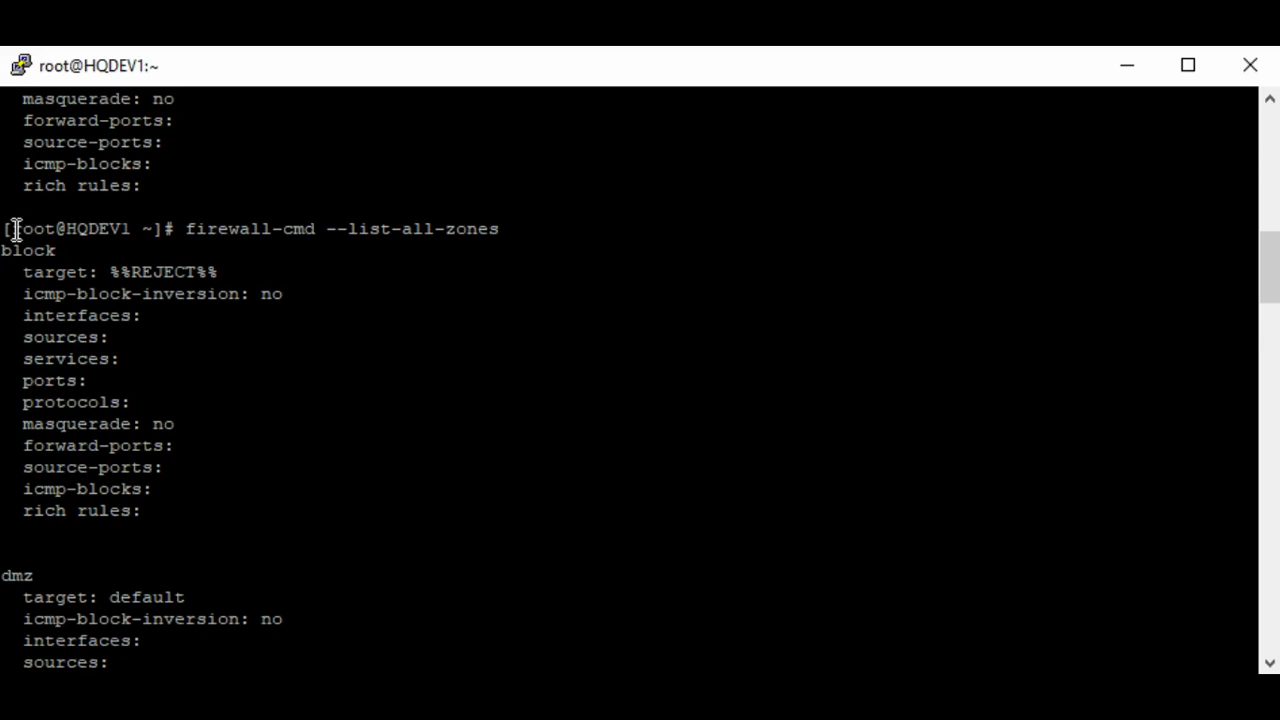 root@HQDEV1:~
masquerade: no
forward-ports:
source-ports:
icmp-blocks:
rich rules:
[root@HQDEV1 ~]# firewall-cmd --list-all-zones
block
target: %%REJECT%%
icmp-block-inversion: no
interfaces:
sources:
services:
ports:
protocols:
masquerade: no
forward-ports:
source-ports:
icmp-blocks:
rich rules:
dmz
target: default
icmp-block-inversion: no
interfaces:
sources: